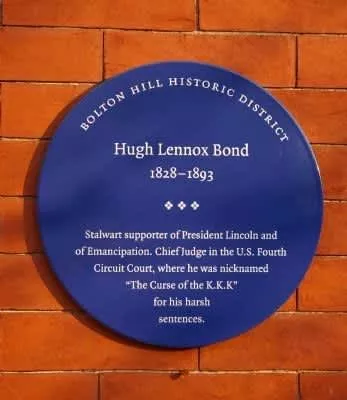 BOLTON HILL HISTORIC DISTRICT
Hugh Lennox Bond
1828–1893
Stalwart supporter of President Lincoln and
of Emancipation. Chief Judge in the U.S. Fourth
Circuit Court, where he was nicknamed
“The Curse of the K.K.K”
for his harsh
sentences.